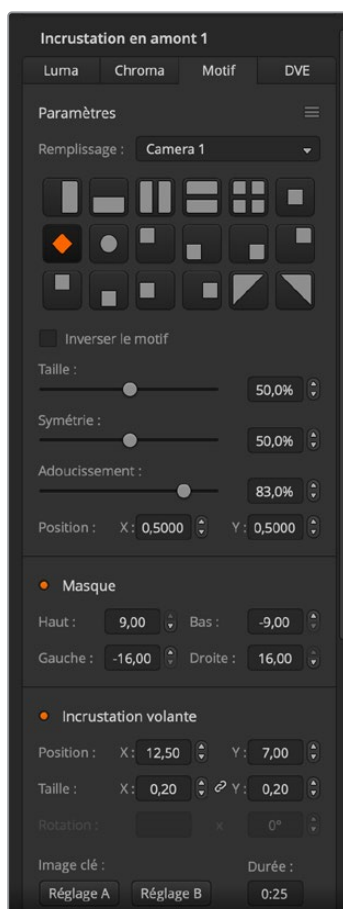 Incrustation en amont 1
Luma Chroma Motif DVE
Paramètres
Remplissage : Camera 1
Inverser le motif
Taille :
50,0%
Symétrie :
50,0%
Adoucissement :
83,0%
Position : X : 0,5000 Y : 0,5000
Masque
Haut : 9,00 Bas : -9,00
Gauche : -16,00 Droite : 16,00
Incrustation volante
Position : X : 12,50 Y : 7,00
Taille : X : 0,20 Y : 0,20
Rotation : x 0°
Image clé : Durée :
Réglage A Réglage B 0:25